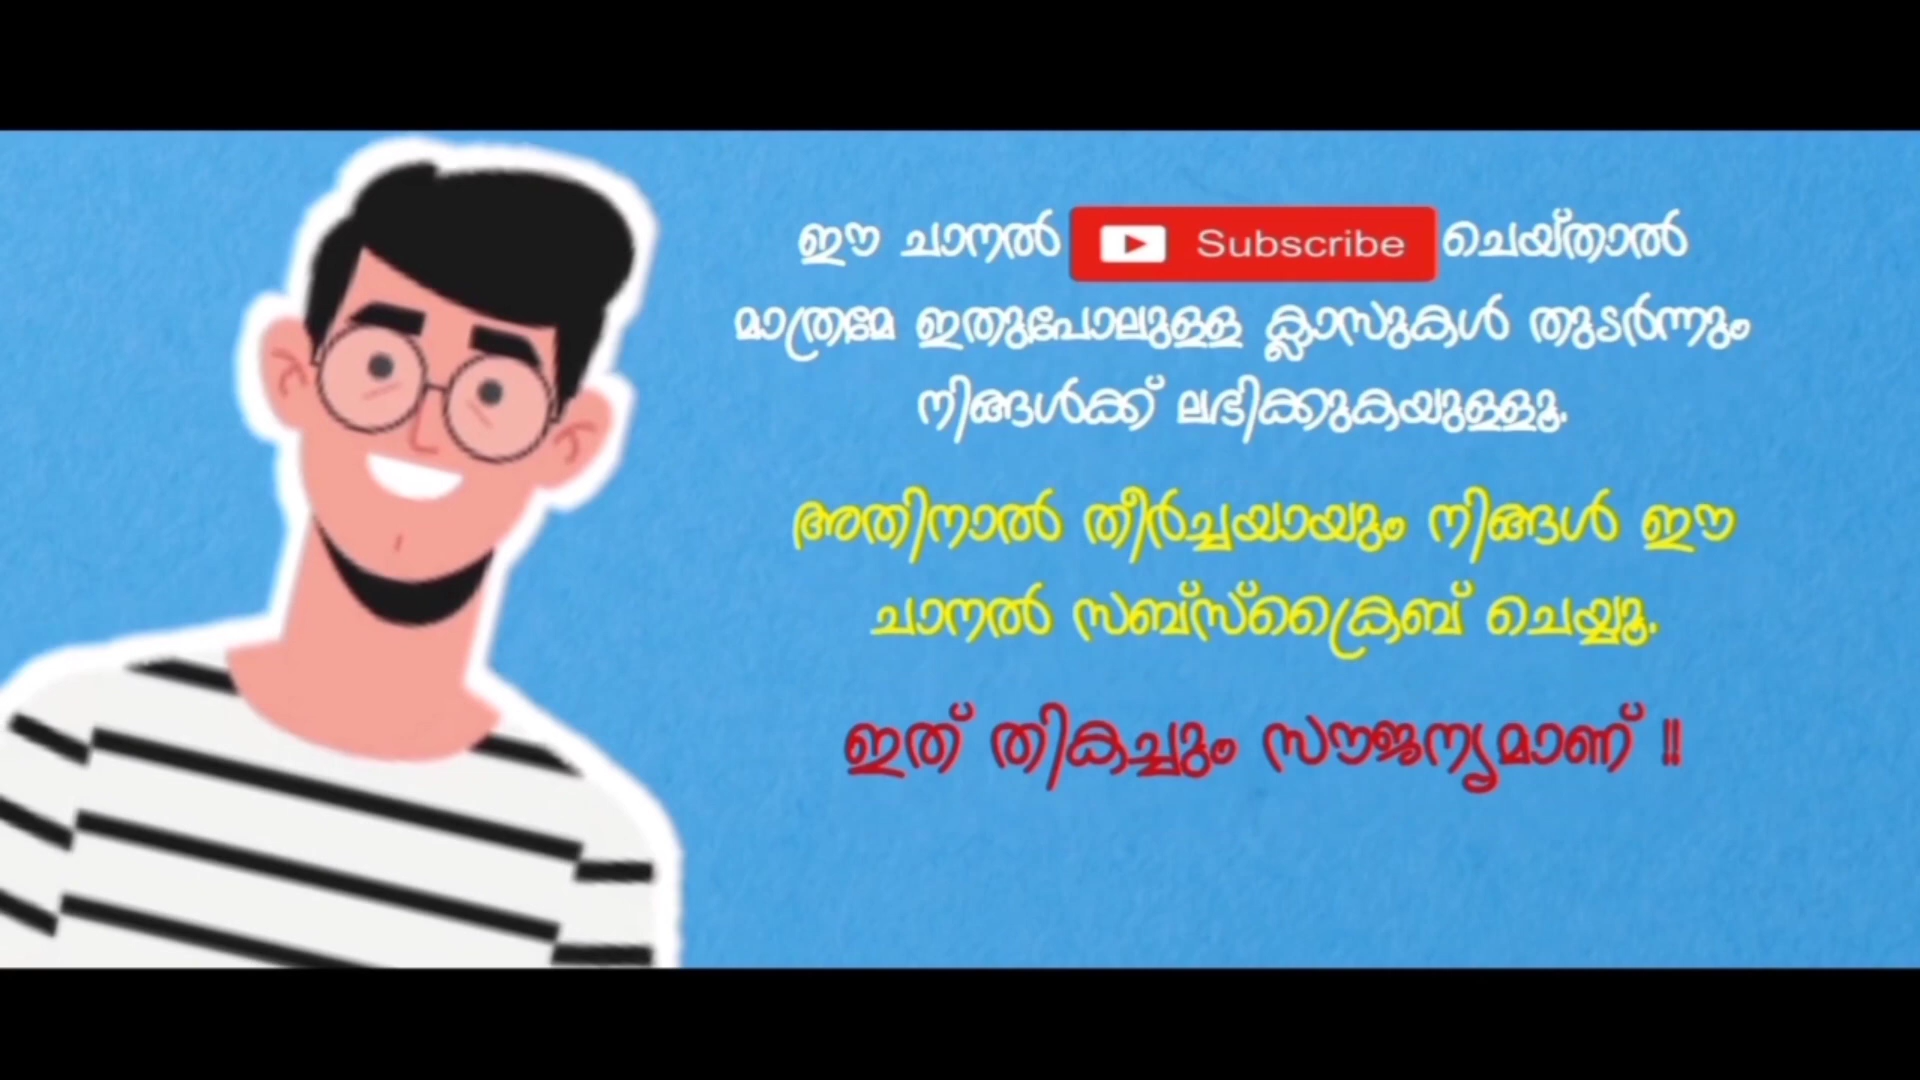 ഈ ചാനൽ Subscribe ചെയ്താൽ
മാത്രമേ ഇതുപോലുള്ള ക്ലാസുകൾ തുടർന്നും
നിങ്ങൾക്ക് ലഭിക്കുകയുള്ളൂ.
അതിനാൽ തീർച്ചയായും നിങ്ങൾ ഈ
ചാനൽ സബ്സ്ക്രൈബ് ചെയ്യൂ.
ഇത് തികച്ചും സൗജന്യമാണ് !!